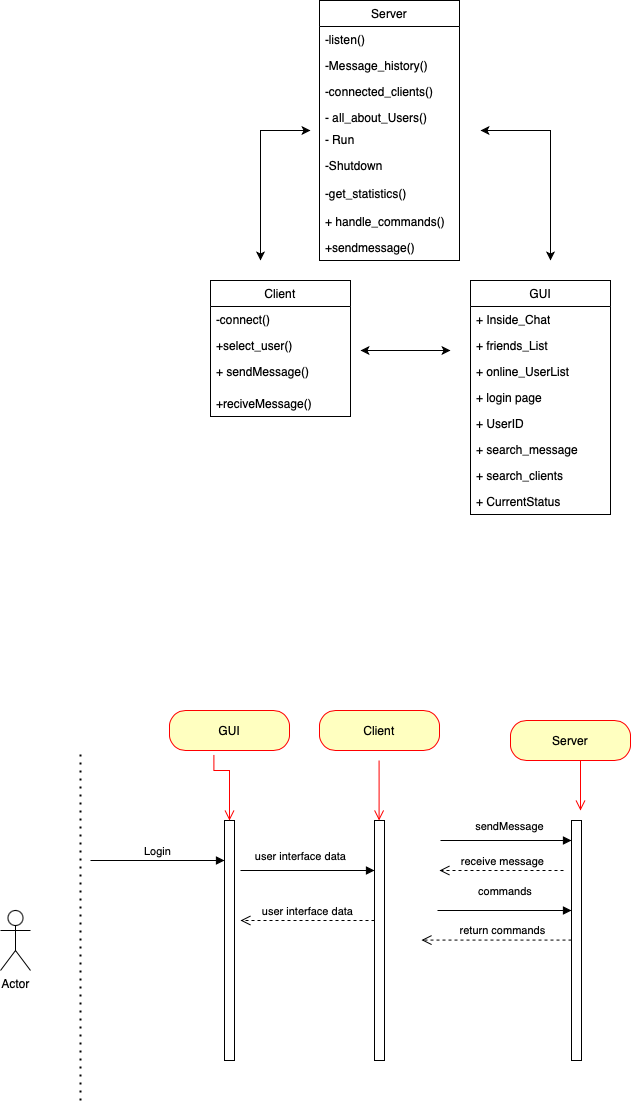 Server
-listen()
-Message_history()
-connected_clients()
- all_about_Users()
- Run
-Shutdown
-get_statistics()
+ handle_commands()
+sendmessage()
Client
-connect()
+select_user()
+ sendMessage()
+reciveMessage()
GUI
+ Inside_Chat
+ friends_List
+ online_UserList
+ login page
+ UserID
+ search_message
+ search_clients
+ CurrentStatus
GUI
Client
Server
sendMessage
Login
user interface data
receive message
commands
user interface data
return commands
Actor